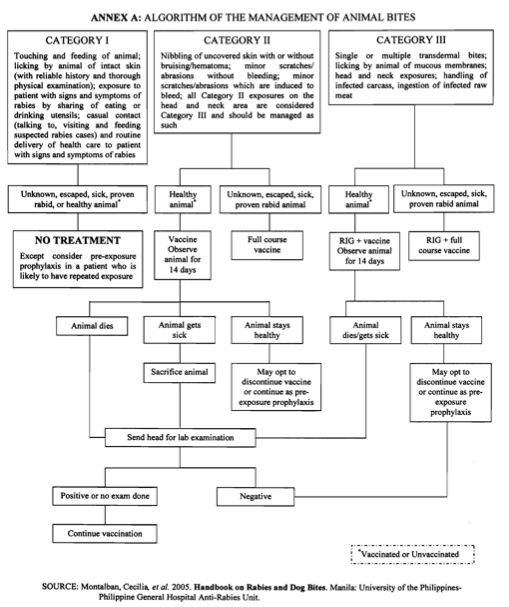 ANNEX A: ALGORITHM OF THE MANAGEMENT OF ANIMAL BITES
CATEGORY I
Touching and feeding of animal;
licking by animal of intact skin
(with reliable history and thorough
physical examination); exposure to
patient with signs and symptoms of
rabies by sharing of eating or
drinking utensils; casual contact
(talking to, visiting and feeding
suspected rabies cases) and routine
delivery of health care to patient
with signs and symptoms of rabies
CATEGORY II
Nibbling of uncovered skin with or without
bruising/hematoma; minor scratches/
abrasions without bleeding; minor
scratches/abrasions which are induced to
bleed; all Category II exposures on the
head and neck area are considered
Category III and should be managed as
such
CATEGORY III
Single or multiple transdermal bites;
licking by animal of mucous membranes;
head and neck exposures; handling of
infected carcass, ingestion of infected raw
meat
Unknown, escaped, sick, proven
rabid, or healthy animal*
Healthy
animal*
Unknown, escaped, sick,
proven rabid animal
Healthy
animal*
Unknown, escaped, sick,
proven rabid animal
NO TREATMENT
Except consider pre-exposure
prophylaxis in a patient who is
likely to have repeated exposure
Vaccine
Observe
animal for
14 days
Full course
vaccine
RIG + vaccine
Observe animal
for 14 days
RIG + full
course vaccine
Animal dies
Animal gets
sick
Animal stays
healthy
Animal
dies/gets sick
Animal stays
healthy
Sacrifice animal
May opt to
discontinue vaccine
or continue as pre-
exposure prophylaxis
May opt to
discontinue vaccine
or continue as pre-
exposure
prophylaxis
Send head for lab examination
Positive or no exam done
Negative
Continue vaccination
*Vaccinated or Unvaccinated
SOURCE: Montalban, Cecilia, et al. 2005. Handbook on Rabies and Dog Bites. Manila: University of the Philippines-
Philippine General Hospital Anti-Rabies Unit.